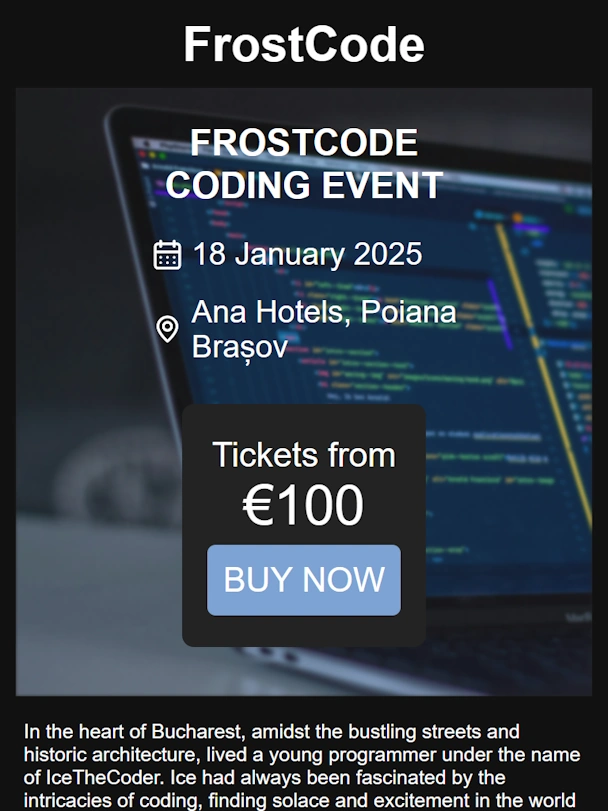 FrostCode
FROSTCODE
CODING EVENT
18 January 2025
Ana Hotels, Poiana
Brașov
Tickets from
€100
BUY NOW
In the heart of Bucharest, amidst the bustling streets and
historic architecture, lived a young programmer under the name
of IceTheCoder. Ice had always been fascinated by the
intricacies of coding, finding solace and excitement in the world